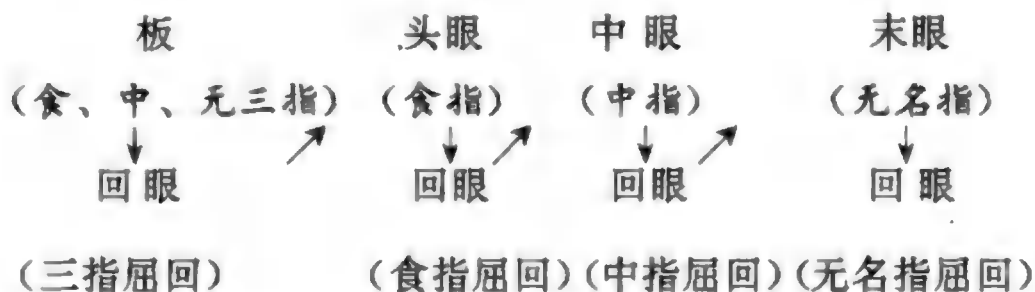 板 头眼 中眼 末眼
(食、中、无三指) (食指) (中指) (无名指)
回眼 回眼 回眼 回眼
(三指屈回) (食指屈回)(中指屈回)(无名指屈回)